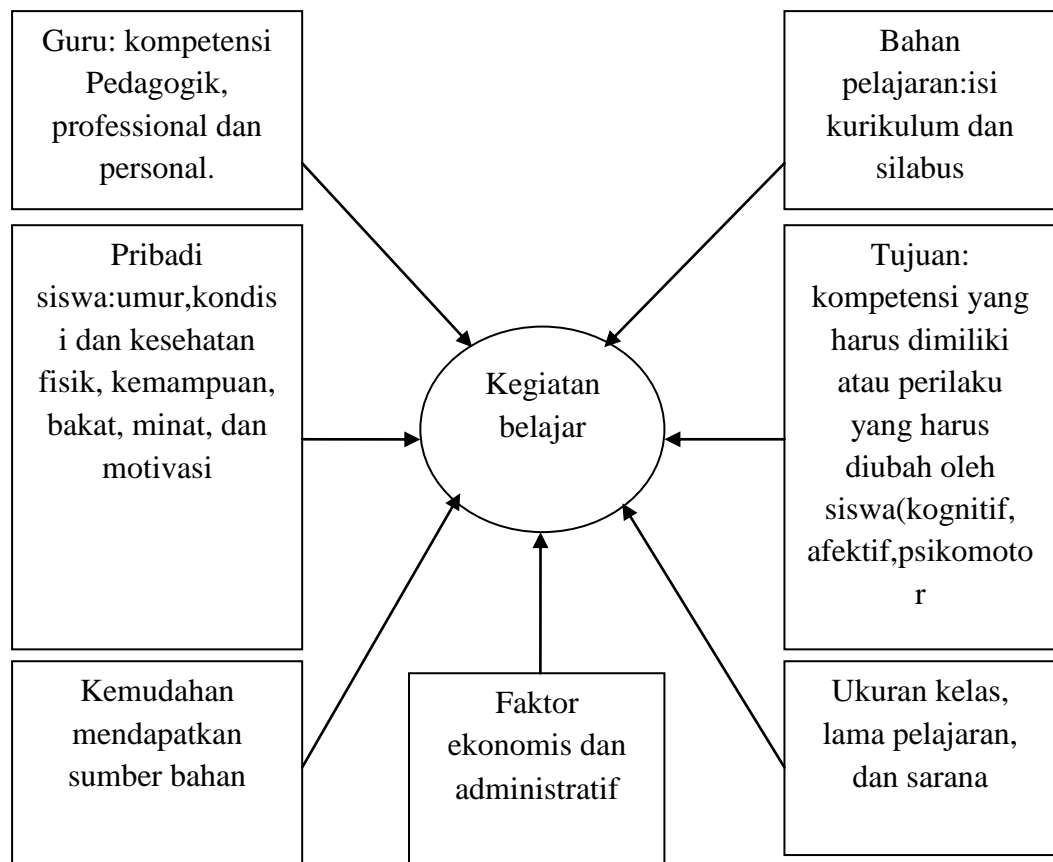 Guru: kompetensi
Pedagogik,
professional dan
personal.
Bahan
pelajaran:isi
kurikulum dan
silabus
Pribadi
siswa:umur,kondis
i dan kesehatan
fisik, kemampuan,
bakat, minat, dan
motivasi
Kegiatan
belajar
Tujuan:
kompetensi yang
harus dimiliki
atau perilaku
yang harus
diubah oleh
siswa(kognitif,
afektif,psikomoto
r
Kemudahan
mendapatkan
sumber bahan
Faktor
ekonomis dan
administratif
Ukuran kelas,
lama pelajaran,
dan sarana